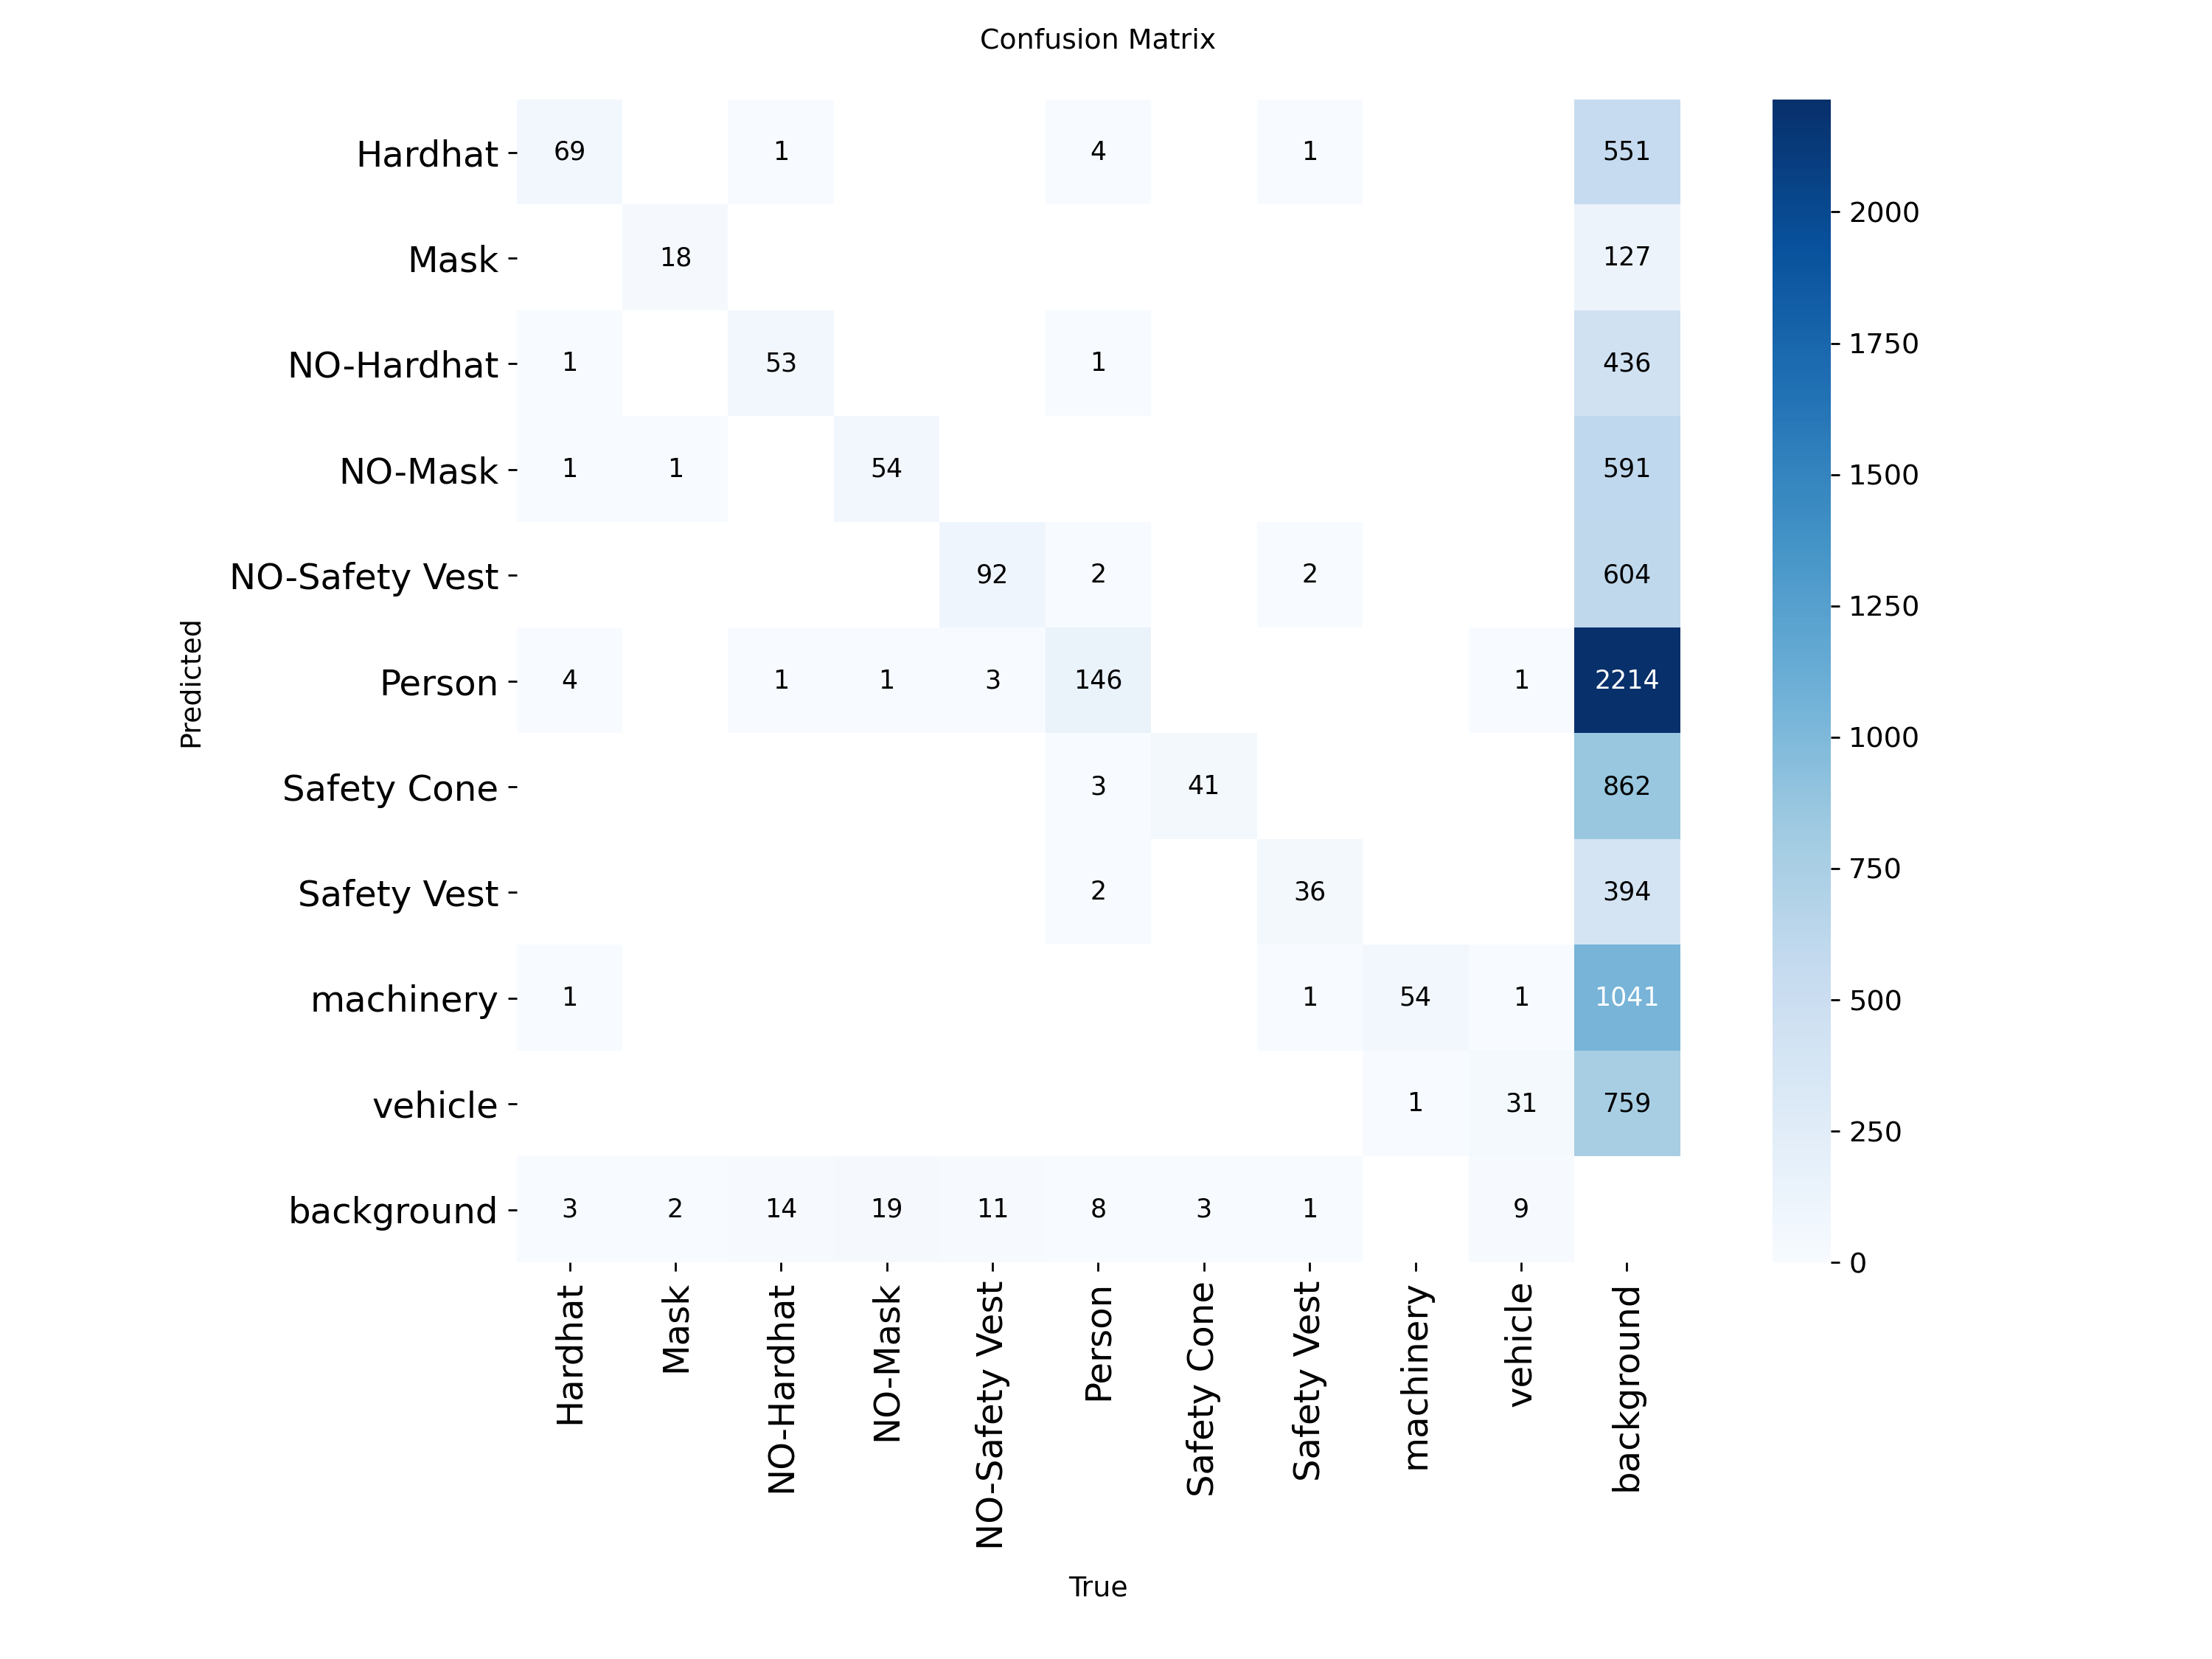 Confusion Matrix
Hardhat 69 1 4 1 551
Mask 18 127
NO-Hardhat 1 53 1 436
NO-Mask 1 1 54 591
NO-Safety Vest 92 2 2 604
Person 4 1 1 3 146 1 2214
Safety Cone 3 41 862
Safety Vest 2 36 394
machinery 1 1 54 1 1041
vehicle 1 31 759
background 3 2 14 19 11 8 3 1 9
Predicted
Hardhat
Mask
NO-Hardhat
NO-Mask
NO-Safety Vest
Person
Safety Cone
Safety Vest
machinery
vehicle
background
True
2000
1750
1500
1250
1000
750
500
250
0